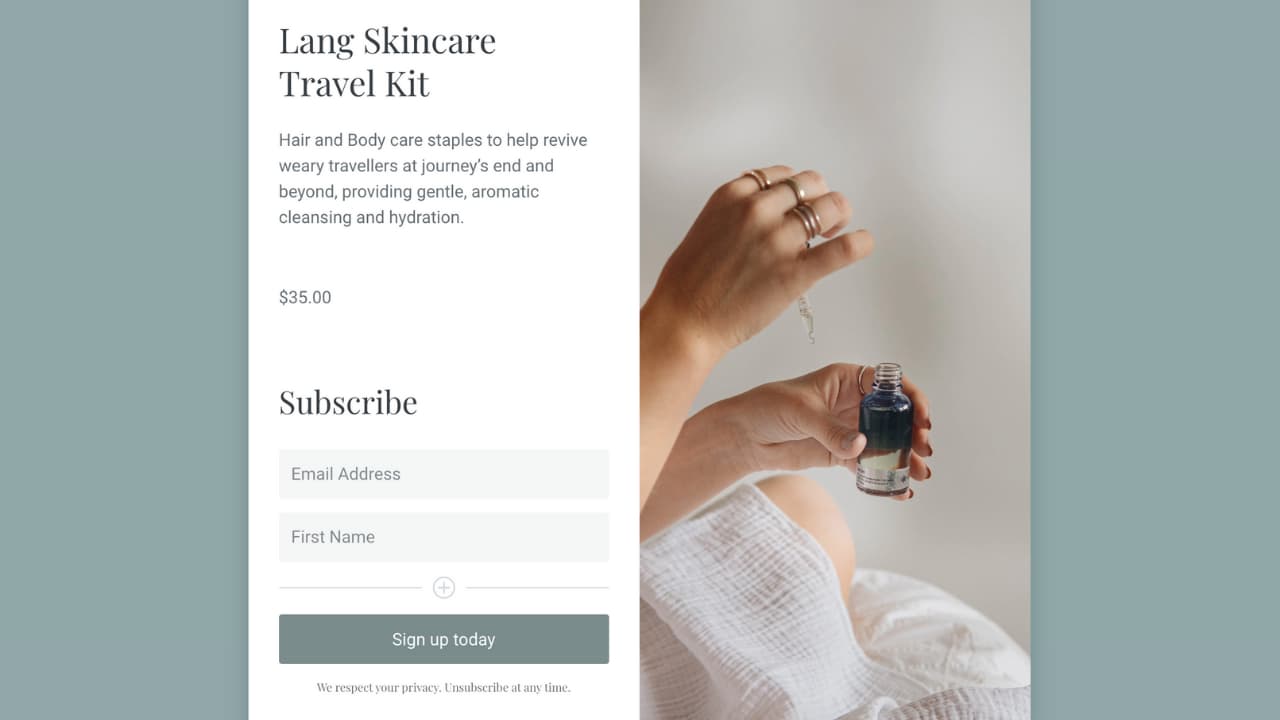 Lang Skincare
Travel Kit
Hair and Body care staples to help revive
weary travellers at journey’s end and
beyond, providing gentle, aromatic
cleansing and hydration.
$35.00
Subscribe
Email Address
First Name
Sign up today
We respect your privacy. Unsubscribe at any time.